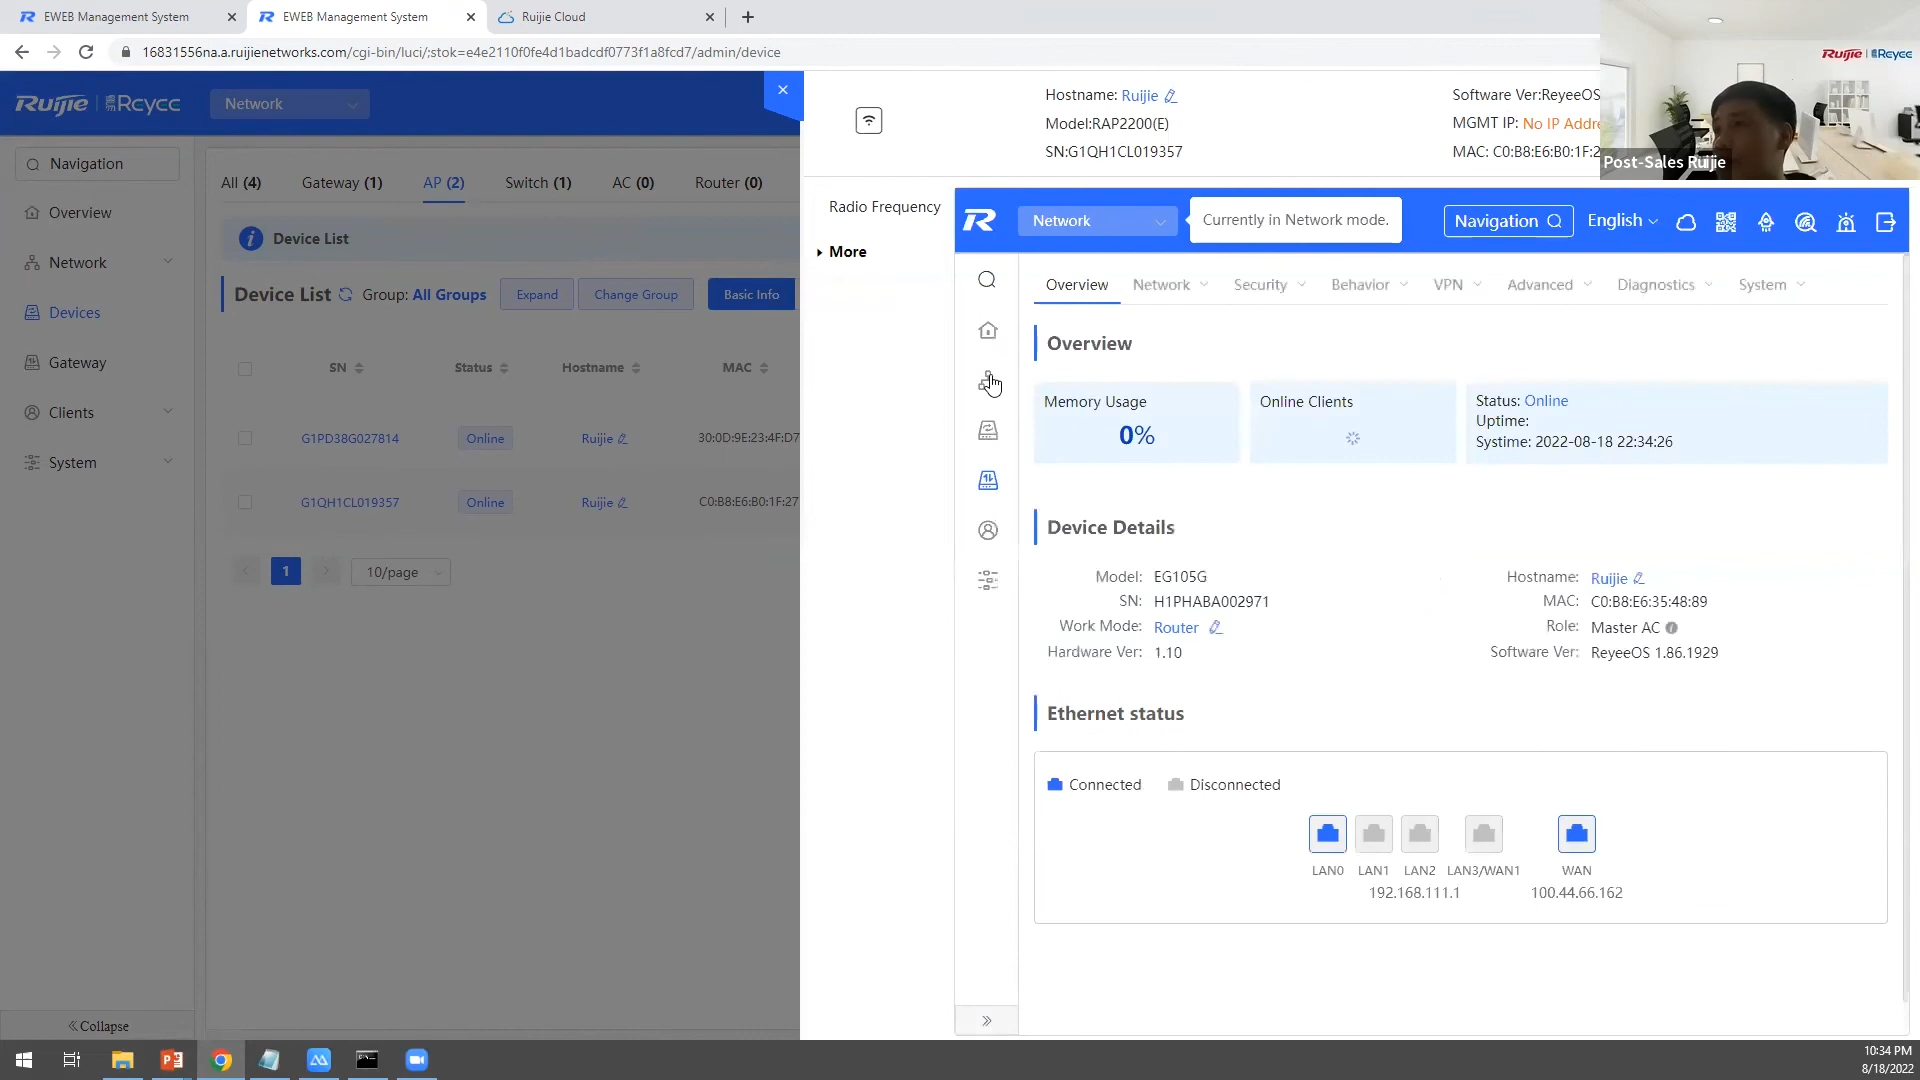 EWEB Management System
EWEB Management System
Ruijie Cloud
16831556na.a.ruijienetworks.com/cgi-bin/luci/;stok=e4e2110f0fe4d1badcdf0773f1a8fcd7/admin/device
Ruijie | Reyee
Post-Sales Ruijie
Ruijie | Reyee
Network
Navigation
Overview
Network
Devices
Gateway
Clients
System
Collapse
All (4)
Gateway (1)
AP (2)
Switch (1)
AC (0)
Router (0)
Device List
Device List
Group: All Groups
Expand
Change Group
Basic Info
SN
Status
Hostname
MAC
G1PD38G027814
Online
Ruijie
30:0D:9E:23:4F:D7
G1QH1CL019357
Online
Ruijie
C0:B8:E6:B0:1F:27
1
10/page
Hostname: Ruijie
Model:RAP2200(E)
SN:G1QH1CL019357
Software Ver:ReyeeOS
MGMT IP: No IP Addre
MAC: C0:B8:E6:B0:1F:2
Radio Frequency
More
Network
Currently in Network mode.
Navigation
English
Overview
Network
Security
Behavior
VPN
Advanced
Diagnostics
System
Overview
Memory Usage
0%
Online Clients
Status: Online
Uptime:
Systime: 2022-08-18 22:34:26
Device Details
Model: EG105G
SN: H1PHABA002971
Work Mode: Router
Hardware Ver: 1.10
Hostname: Ruijie
MAC: C0:B8:E6:35:48:89
Role: Master AC
Software Ver: ReyeeOS 1.86.1929
Ethernet status
Connected
Disconnected
LAN0
LAN1
LAN2
LAN3/WAN1
WAN
192.168.111.1
100.44.66.162
10:34 PM
8/18/2022